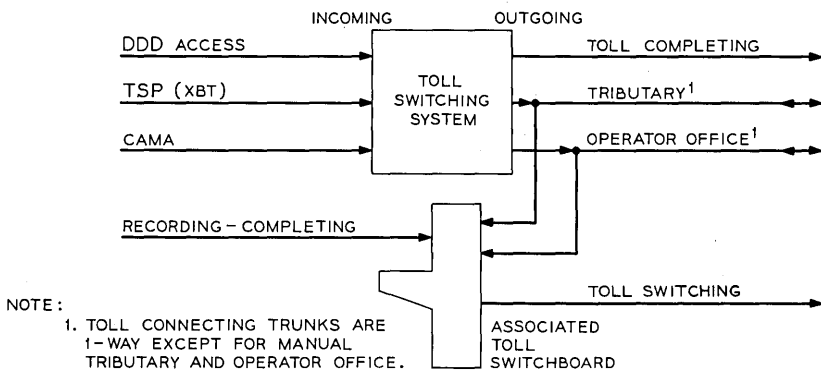 INCOMING
OUTGOING
DDD ACCESS
TOLL COMPLETING
TSP (XBT)
TOLL
SWITCHING
SYSTEM
TRIBUTARY¹
CAMA
OPERATOR OFFICE¹
RECORDING-COMPLETING
TOLL SWITCHING
NOTE:
1. TOLL CONNECTING TRUNKS ARE
1-WAY EXCEPT FOR MANUAL
TRIBUTARY AND OPERATOR OFFICE.
ASSOCIATED
TOLL
SWITCHBOARD